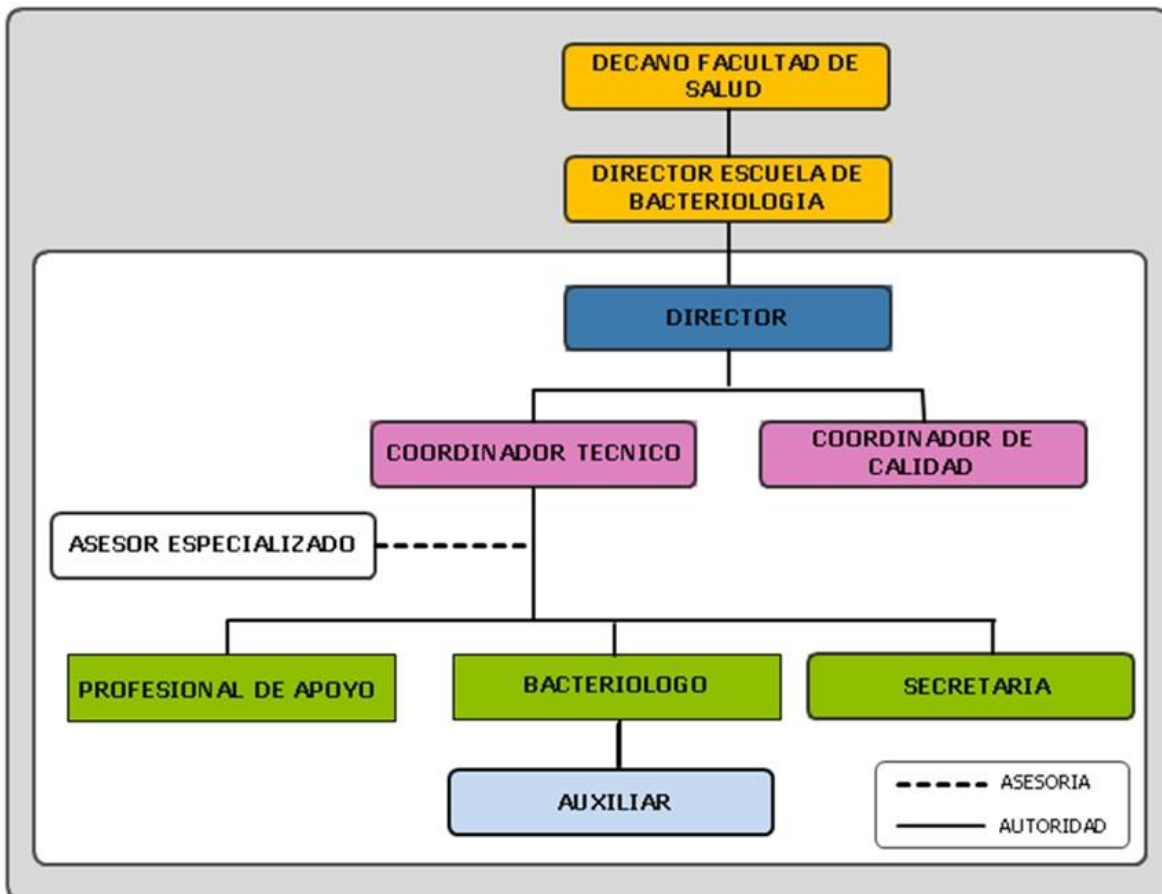 DECANO FACULTAD DE
SALUD
DIRECTOR ESCUELA DE
BACTERIOLOGIA
DIRECTOR
COORDINADOR TECNICO
COORDINADOR DE
CALIDAD
ASESOR ESPECIALIZADO
PROFESIONAL DE APOYO
BACTERIOLOGO
SECRETARIA
AUXILIAR
ASESORIA
AUTORIDAD